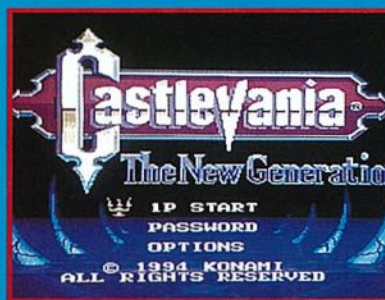 Castlevania
The New Generatio
1P START
PASSWORD
OPTIONS
© 1994 KONAMI
ALL RIGHTS RESERVED